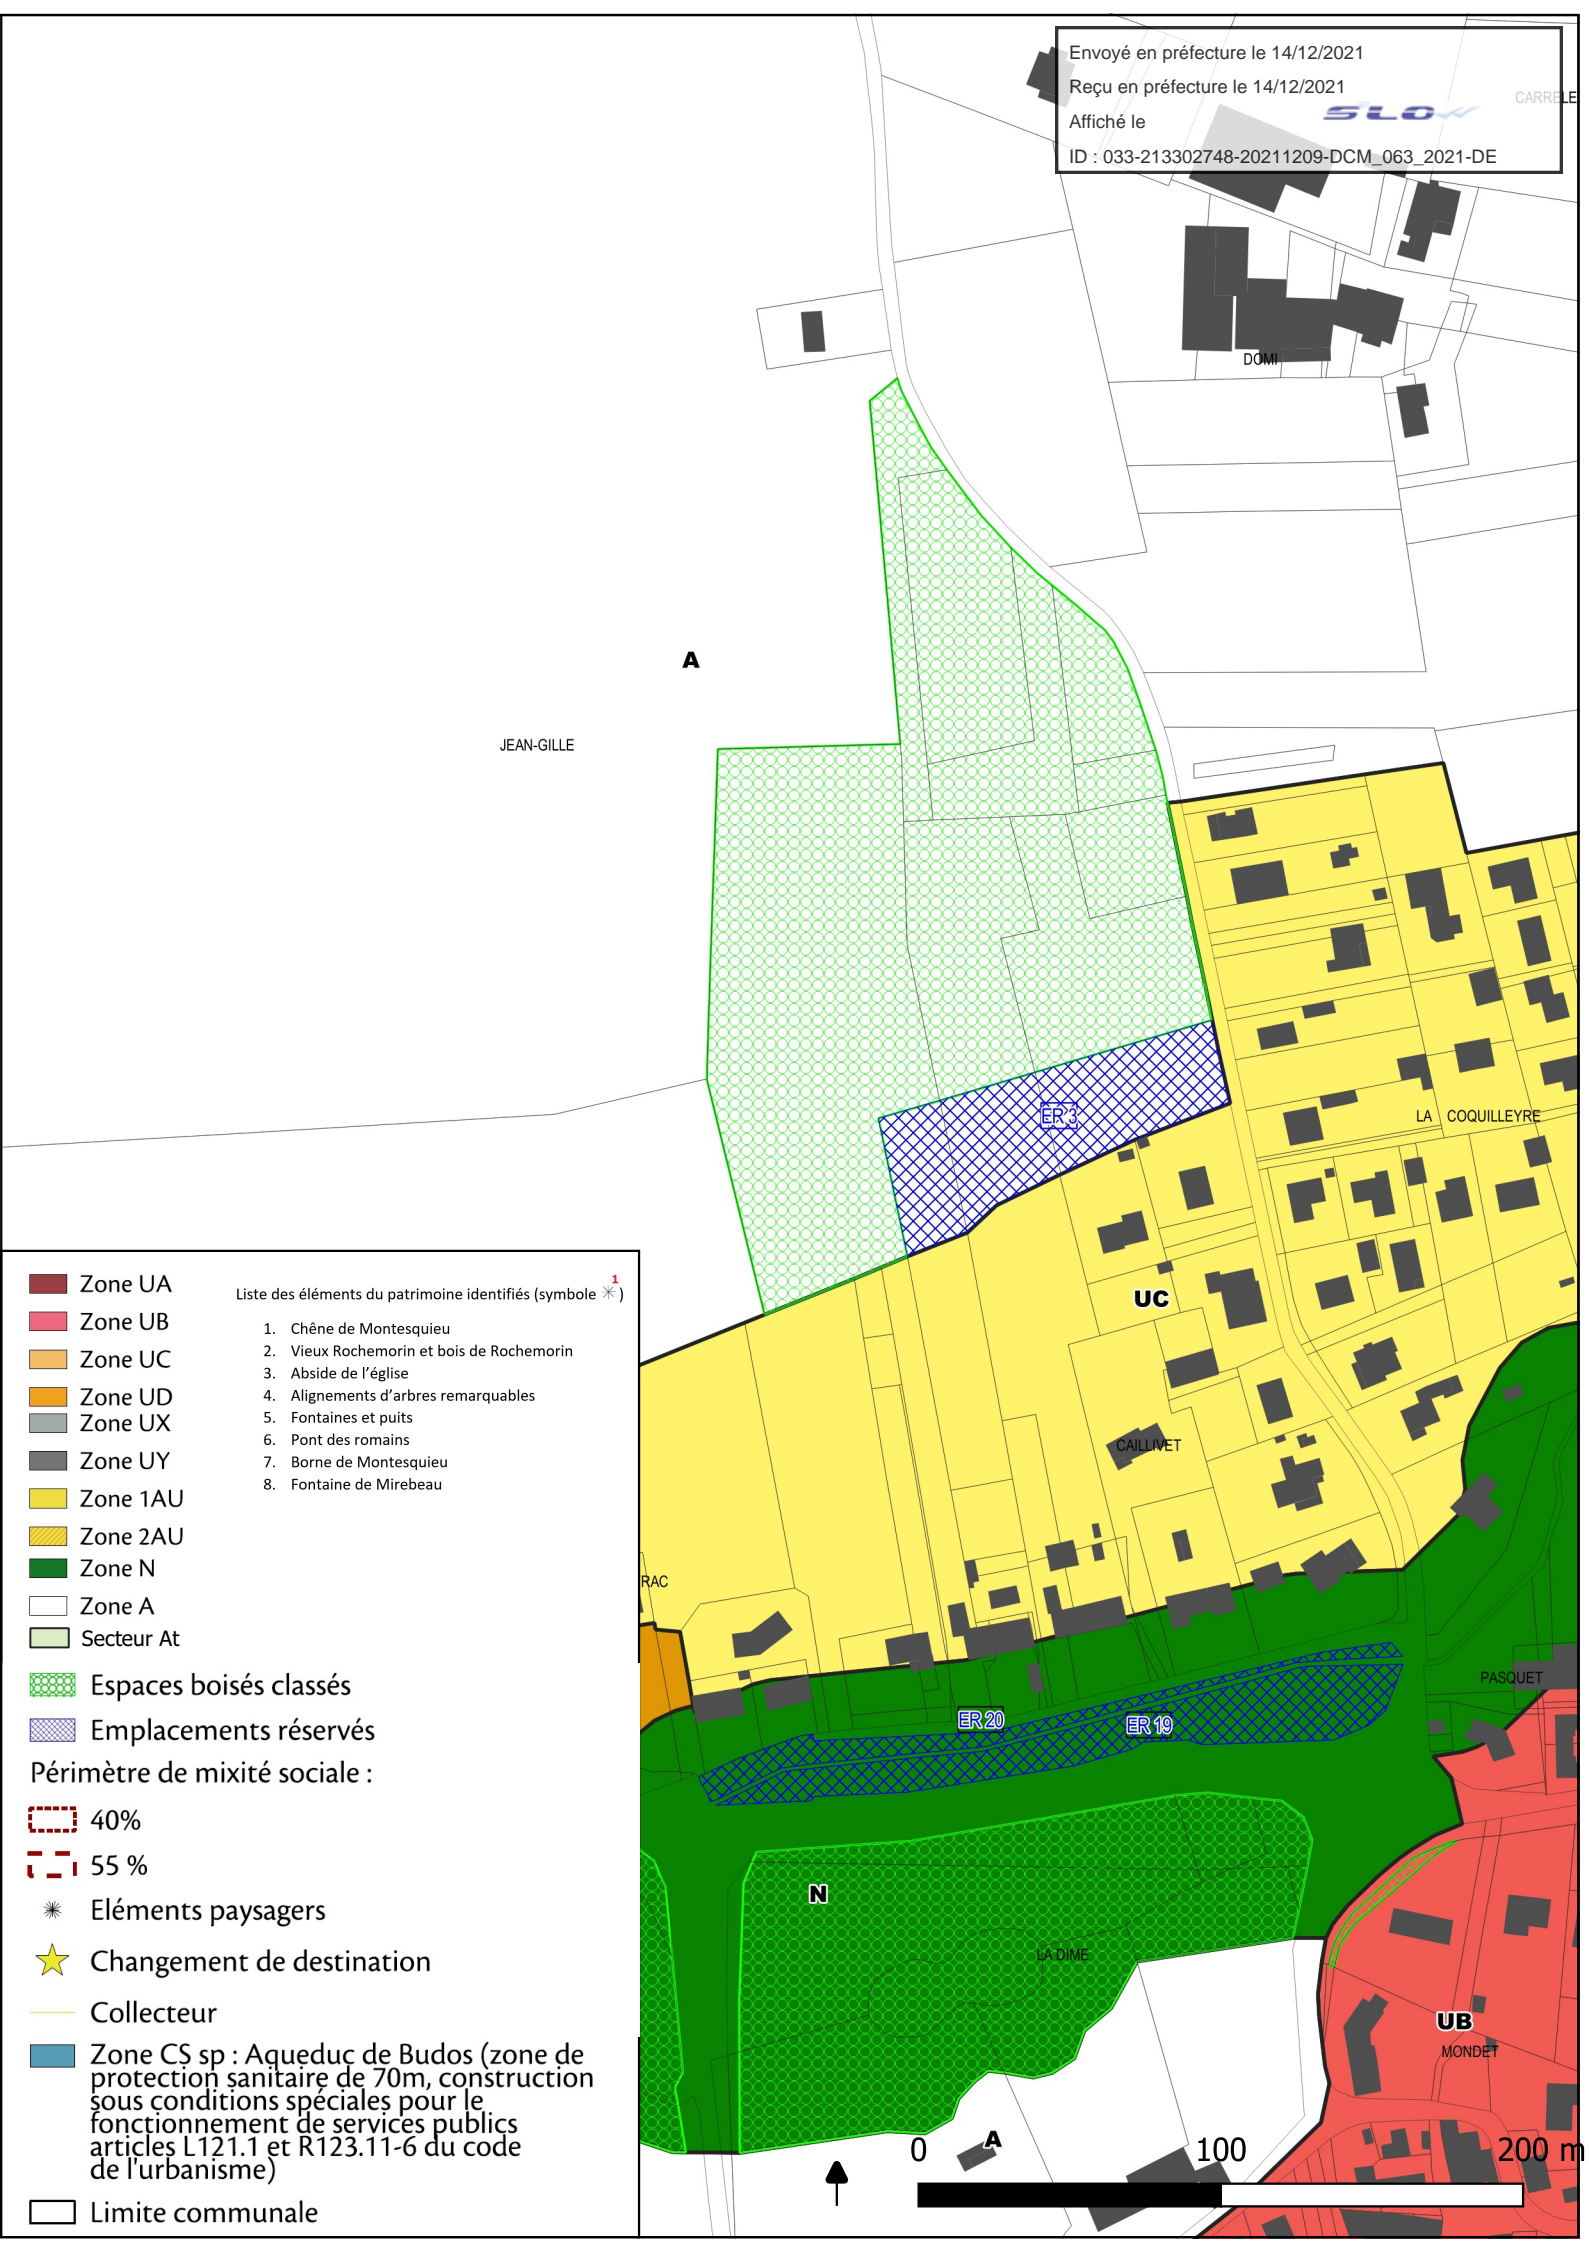 Envoyé en préfecture le 14/12/2021
Reçu en préfecture le 14/12/2021
Affiché le
SLOW
ID : 033-213302748-20211209-DCM_063_2021-DE
CARRELE
DOMI
A
JEAN-GILLE
ER 3
LA COQUILLEYRE
UC
CAILLIVET
RAC
PASQUET
ER 20
ER 19
N
LA DIME
UB
MONDET
A
0 100 200 m
Zone UA
Zone UB
Zone UC
Zone UD
Zone UX
Zone UY
Zone 1AU
Zone 2AU
Zone N
Zone A
Secteur At
Liste des éléments du patrimoine identifiés (symbole 1)
1. Chêne de Montesquieu
2. Vieux Rochemorin et bois de Rochemorin
3. Abside de l'église
4. Alignements d'arbres remarquables
5. Fontaines et puits
6. Pont des romains
7. Borne de Montesquieu
8. Fontaine de Mirebeau
Espaces boisés classés
Emplacements réservés
Périmètre de mixité sociale :
40%
55 %
Eléments paysagers
Changement de destination
Collecteur
Zone CS sp : Aqueduc de Budos (zone de
protection sanitaire de 70m, construction
sous conditions spéciales pour le
fonctionnement de services publics
articles L121.1 et R123.11-6 du code
de l'urbanisme)
Limite communale